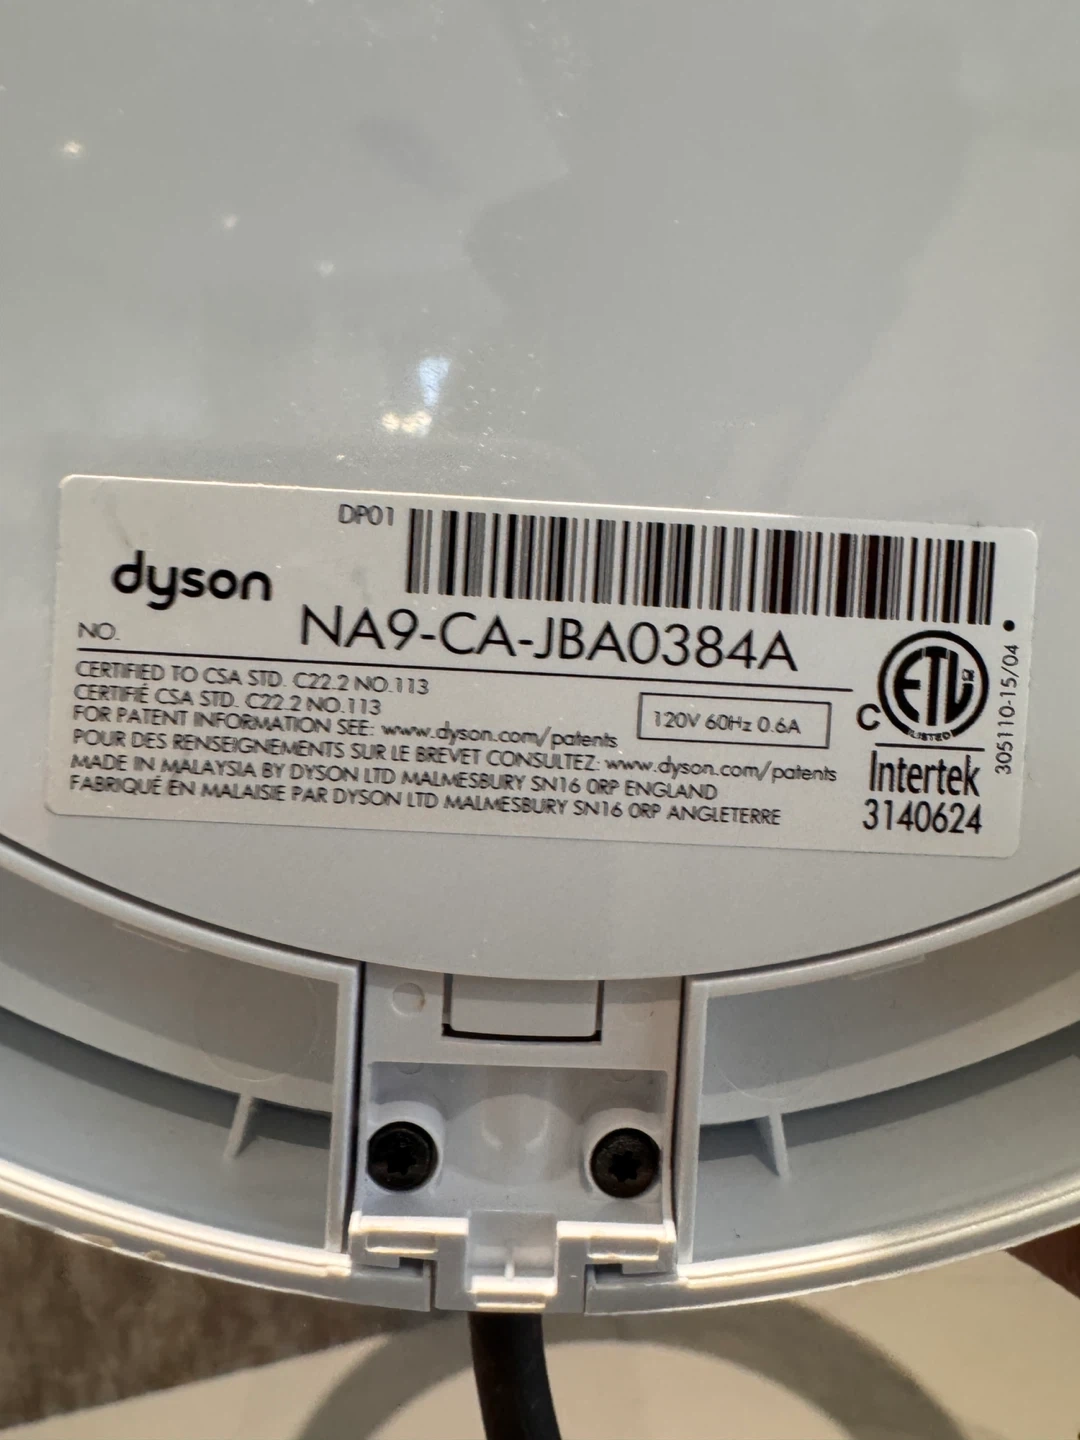 DP01
dyson
NO. NA9-CA-JBA0384A
CERTIFIED TO CSA STD. C22.2 NO.113
CERTIFIÉ CSA STD. C22.2 NO.113
FOR PATENT INFORMATION SEE: www.dyson.com/patents
POUR DES RENSEIGNEMENTS SUR LE BREVET CONSULTEZ: www.dyson.com/patents
MADE IN MALAYSIA BY DYSON LTD MALMESBURY SN16 0RP ENGLAND
FABRIQUÉ EN MALAISIE PAR DYSON LTD MALMESBURY SN16 0RP ANGLETERRE
120V 60Hz 0.6A
C ETL CM
LISTED
Intertek
3140624
305110-15/04